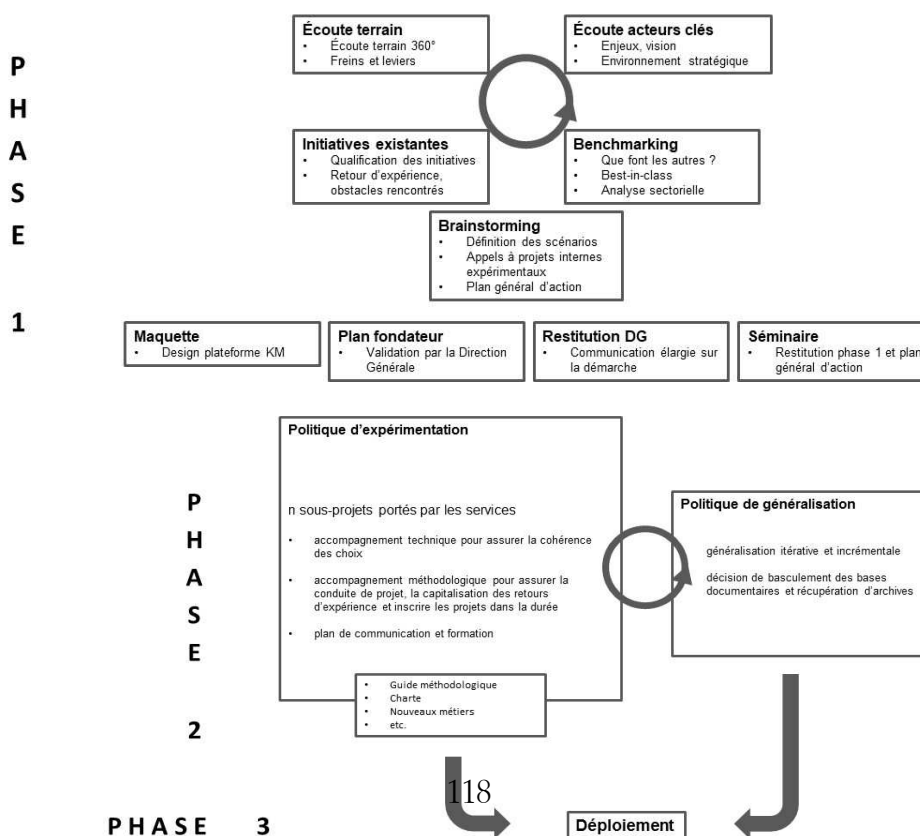 PHASE 1
Écoute terrain
• Écoute terrain 360°
• Freins et leviers
Écoute acteurs clés
• Enjeux, vision
• Environnement stratégique
Initiatives existantes
• Qualification des initiatives
• Retour d'expérience,
obstacles rencontrés
Benchmarking
• Que font les autres ?
• Best-in-class
• Analyse sectorielle
Brainstorming
• Définition des scénarios
• Appels à projets internes
expérimentaux
• Plan général d'action
Maquette
• Design plateforme KM
Plan fondateur
• Validation par la Direction
Générale
Restitution DG
• Communication élargie sur
la démarche
Séminaire
• Restitution phase 1 et plan
général d'action
PHASE 2
Politique d'expérimentation
n sous-projets portés par les services
• accompagnement technique pour assurer la cohérence
des choix
• accompagnement méthodologique pour assurer la
conduite de projet, la capitalisation des retours
d'expérience et inscrire les projets dans la durée
• plan de communication et formation
• Guide méthodologique
• Charte
• Nouveaux métiers
• etc.
Politique de généralisation
généralisation itérative et incrémentale
décision de basculement des bases
documentaires et récupération d'archives
118
PHASE 3
Déploiement